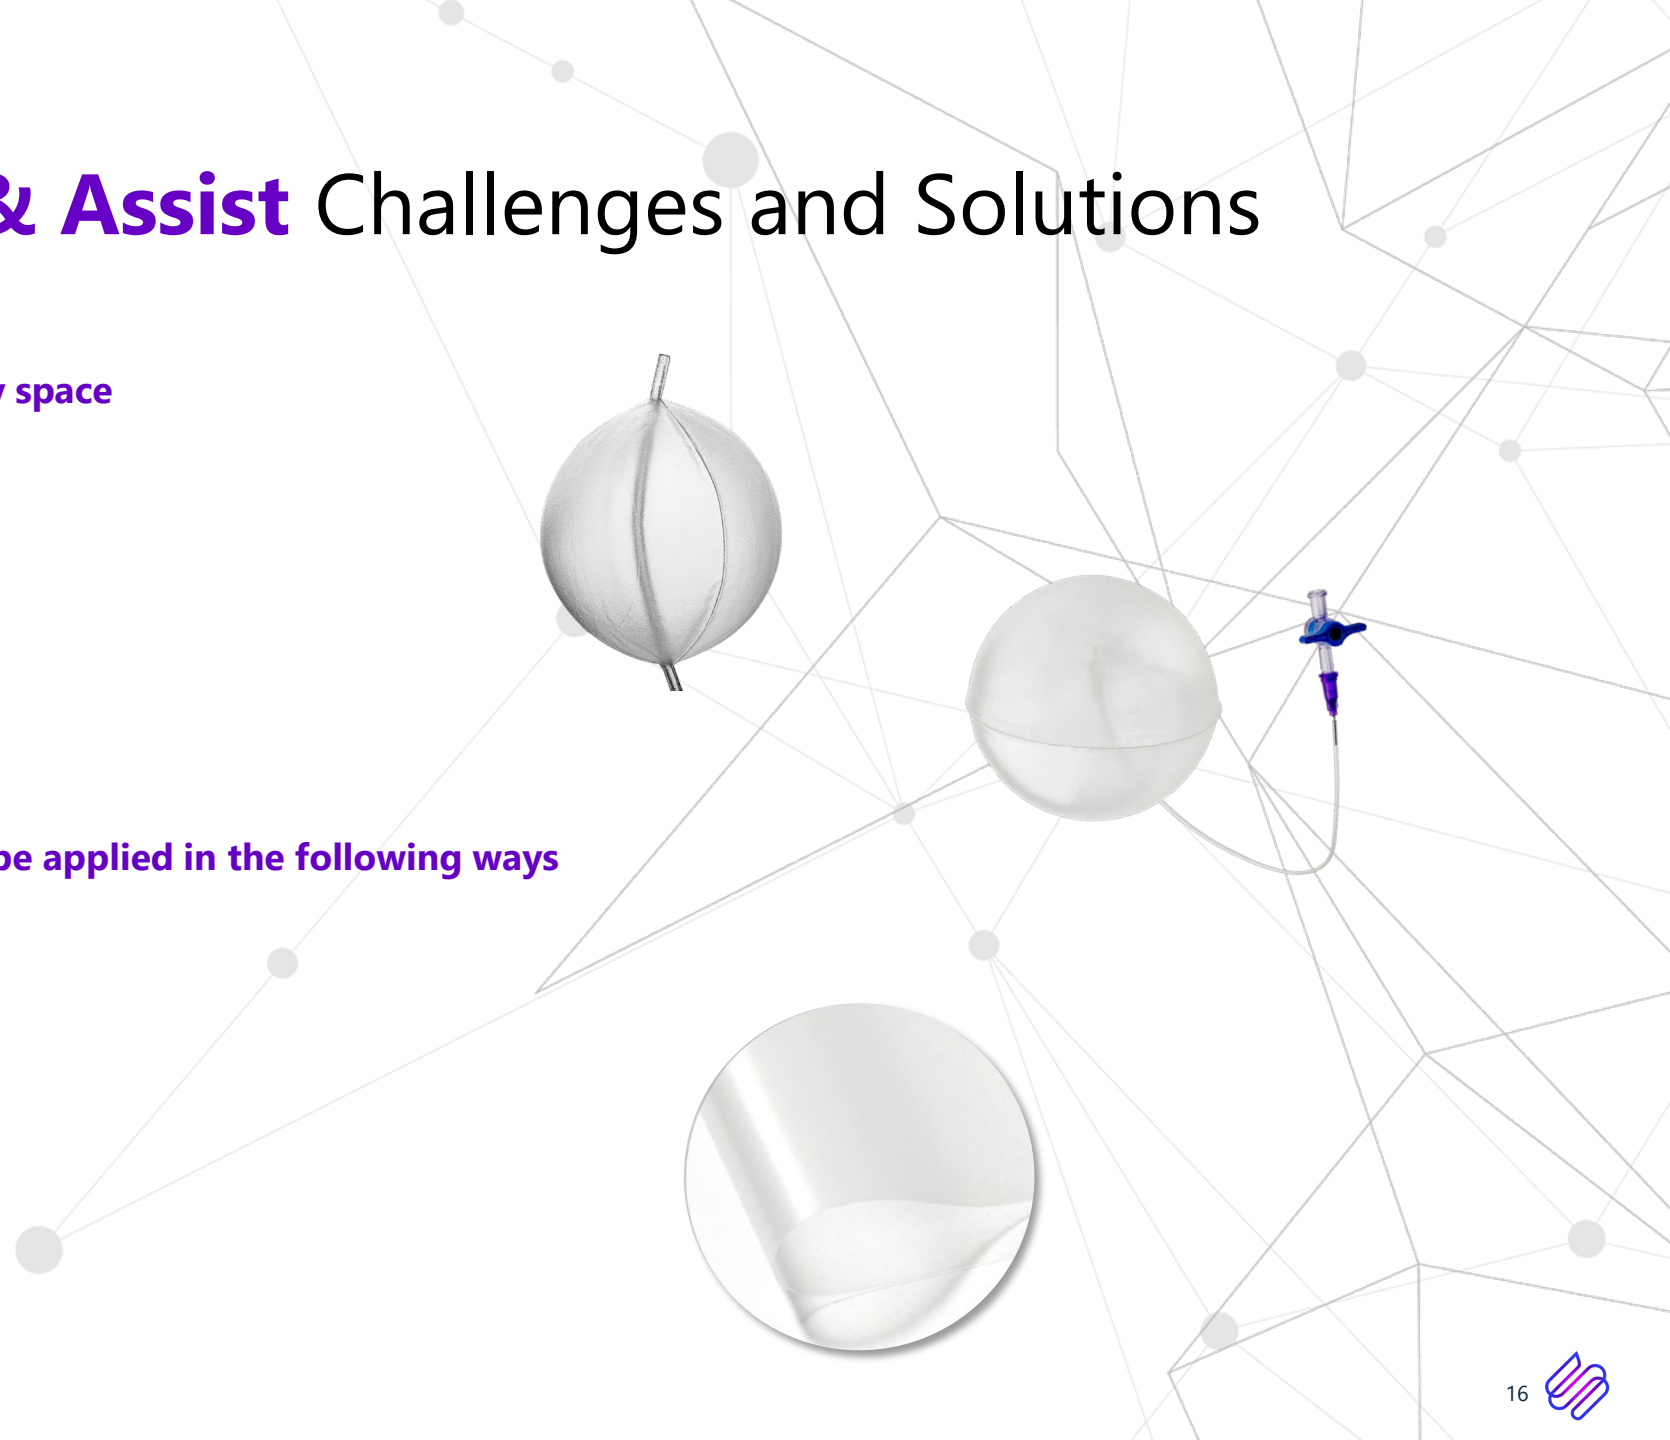 & Assist Challenges and Solutions
space
be applied in the following ways
16